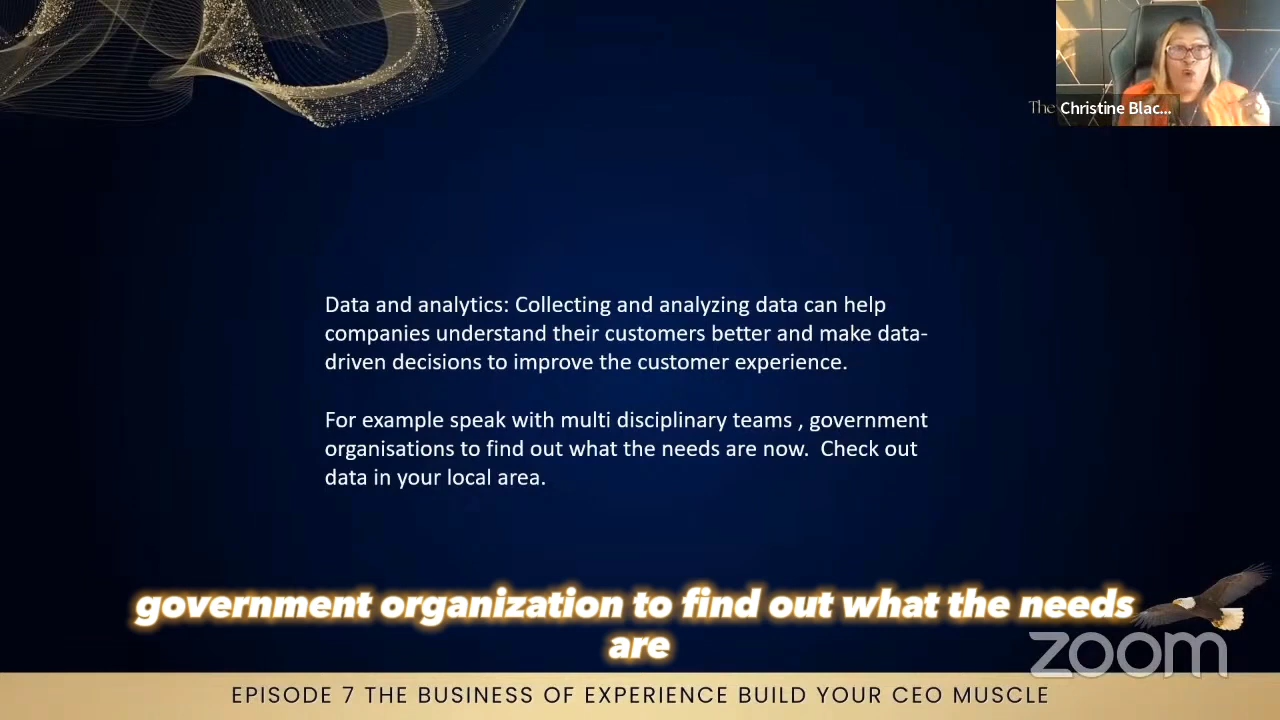 The
Christine Blac...
Data and analytics: Collecting and analyzing data can help
companies understand their customers better and make data-
driven decisions to improve the customer experience.
For example speak with multi disciplinary teams , government
organisations to find out what the needs are now.  Check out
data in your local area.
government organization to find out what the needs
are
zoom
EPISODE 7 THE BUSINESS OF EXPERIENCE BUILD YOUR CEO MUSCLE